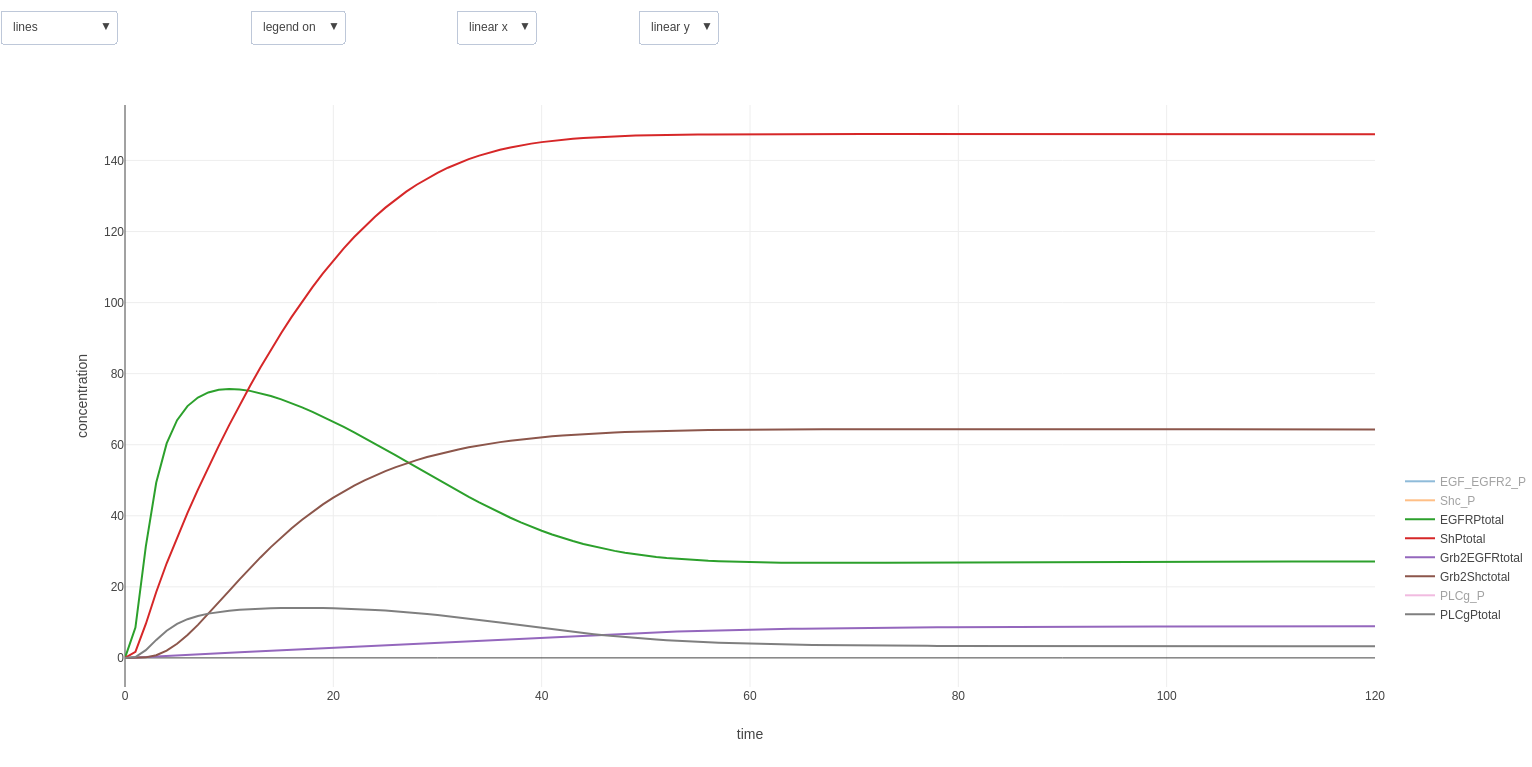 lines ▼ legend on ▼ linear x ▼ linear y ▼
140
120
100
80
60
40
20
0
concentration
0 20 40 60 80 100 120
time
EGF_EGFR2_P
Shc_P
EGFRPtotal
ShPtotal
Grb2EGFRtotal
Grb2Shctotal
PLCg_P
PLCgPtotal